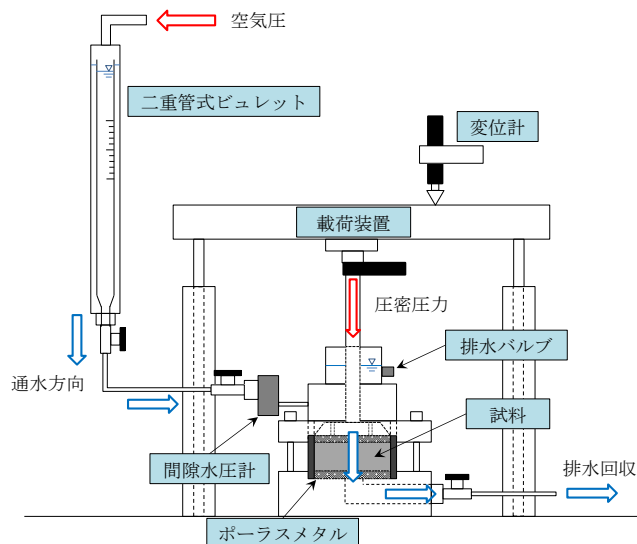 空気圧
二重管式ビュレット
変位計
載荷装置
圧密圧力
排水バルブ
通水方向
試料
間隙水圧計
排水回収
ポーラスメタル